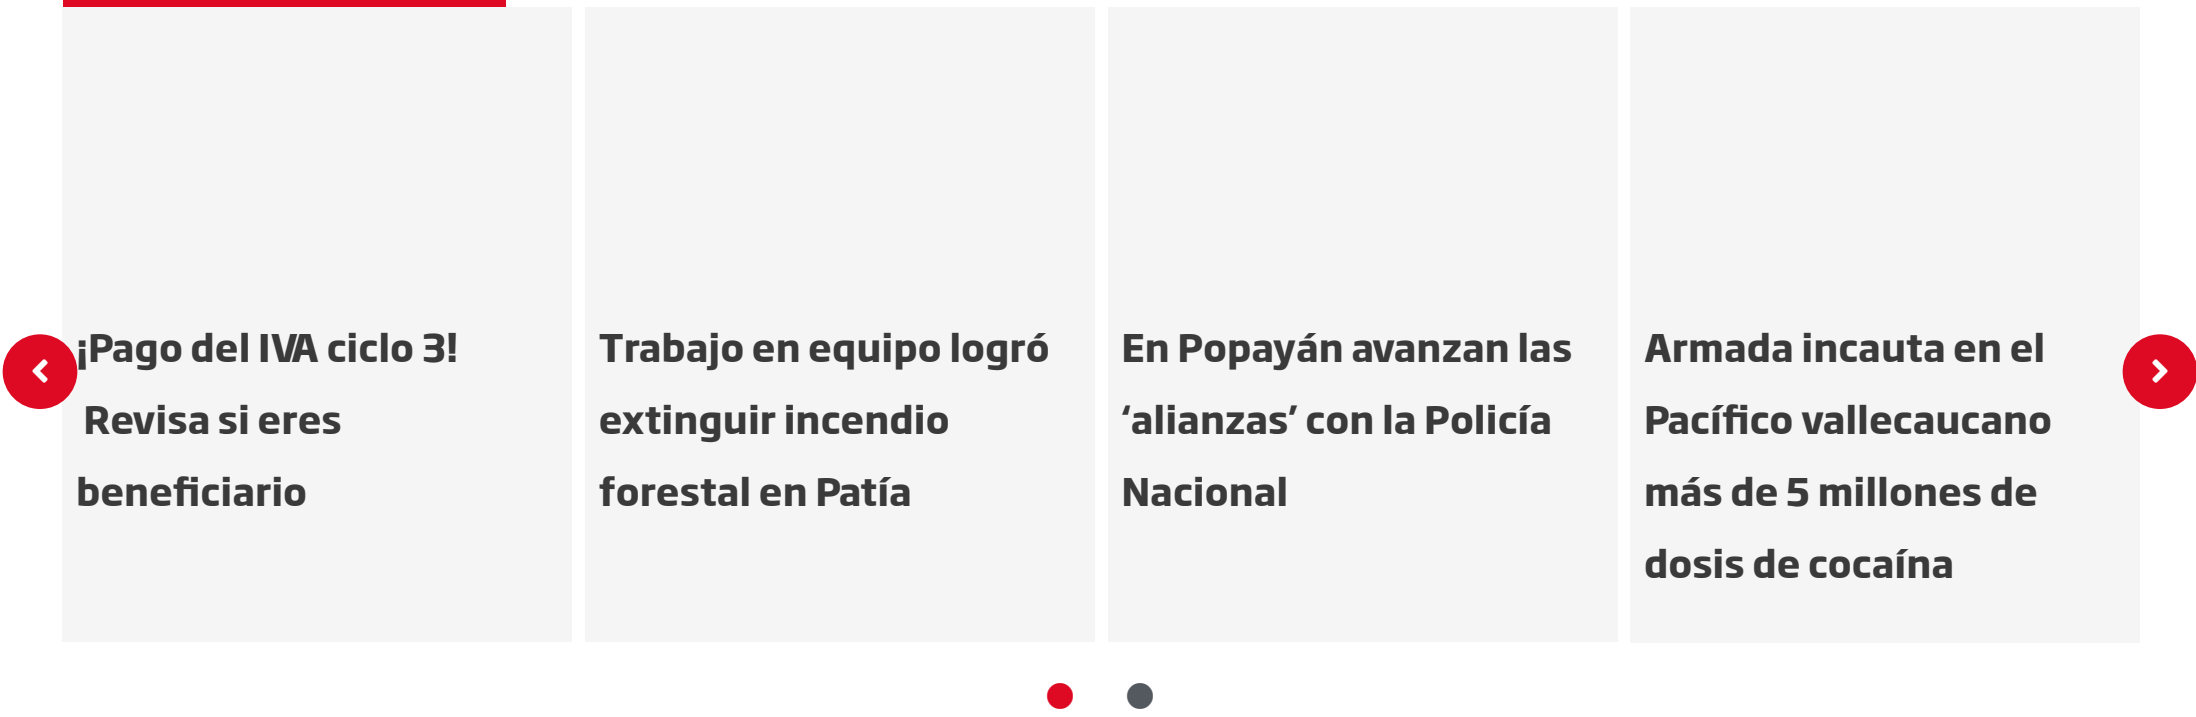 ¡Pago del IVA ciclo 3!
Revisa si eres
beneficiario
Trabajo en equipo logró
extinguir incendio
forestal en Patía
En Popayán avanzan las
‘alianzas’ con la Policía
Nacional
Armada incauta en el
Pacífico vallecaucano
más de 5 millones de
dosis de cocaína